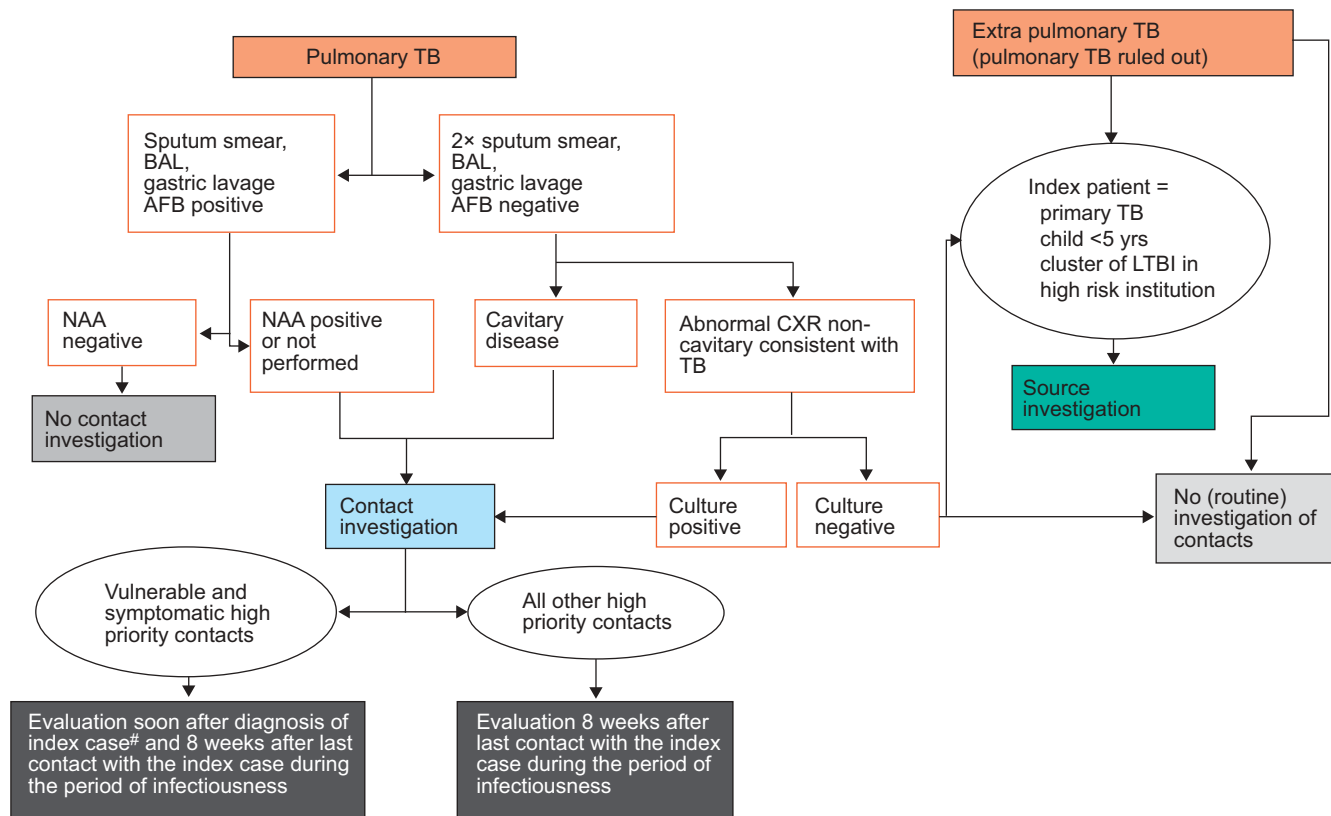 Pulmonary TB
Extra pulmonary TB
(pulmonary TB ruled out)
Sputum smear,
BAL,
gastric lavage
AFB positive
2× sputum smear,
BAL,
gastric lavage
AFB negative
Index patient =
primary TB
child <5 yrs
cluster of LTBI in
high risk institution
NAA
negative
NAA positive
or not
performed
Cavitary
disease
Abnormal CXR non-
cavitary consistent with
TB
Source
investigation
No contact
investigation
Contact
investigation
Culture
positive
Culture
negative
No (routine)
investigation of
contacts
Vulnerable and
symptomatic high
priority contacts
All other high
priority contacts
Evaluation soon after diagnosis of
index case# and 8 weeks after last
contact with the index case during
the period of infectiousness
Evaluation 8 weeks after
last contact with the index
case during the period of
infectiousness